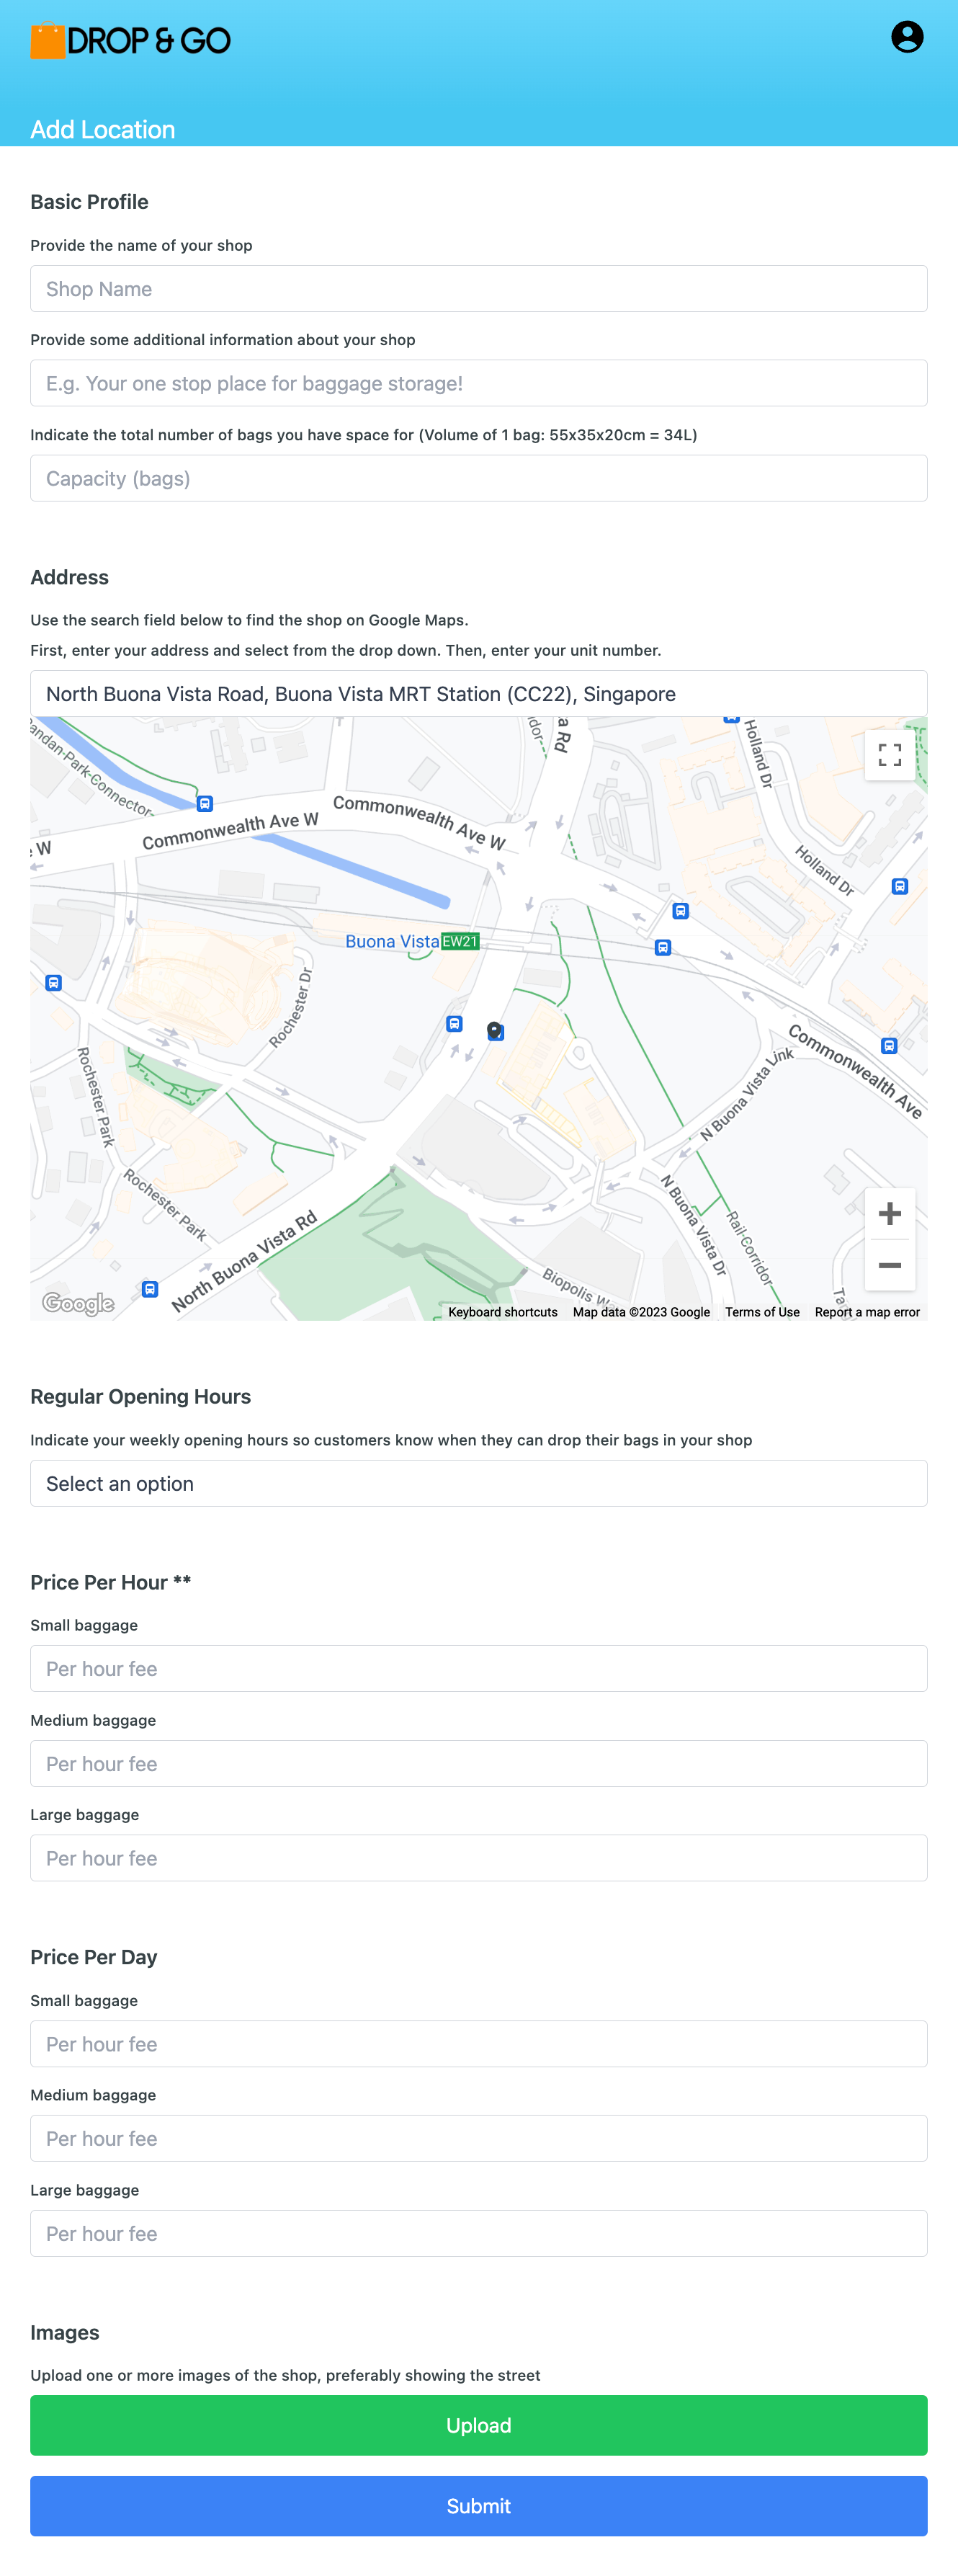 DROP & GO
Add Location
Basic Profile
Provide the name of your shop
Shop Name
Provide some additional information about your shop
E.g. Your one stop place for baggage storage!
Indicate the total number of bags you have space for (Volume of 1 bag: 55x35x20cm = 34L)
Capacity (bags)
Address
Use the search field below to find the shop on Google Maps.
First, enter your address and select from the drop down. Then, enter your unit number.
North Buona Vista Road, Buona Vista MRT Station (CC22), Singapore
a Rd
Holland Dr
Park Connector
Commonwealth Ave W
Commonwealth Ave W
e W
Holland Dr
Buona Vista EW21
Rochester Dr
Commonwealth Ave
Rochester Park
N Buona Vista Link
Rochester Park
N Buona Vista Dr
Rail Corridor
North Buona Vista Rd
Biopolis W
Ta
Google
Keyboard shortcuts Map data ©2023 Google Terms of Use Report a map error
Regular Opening Hours
Indicate your weekly opening hours so customers know when they can drop their bags in your shop
Select an option
Price Per Hour **
Small baggage
Per hour fee
Medium baggage
Per hour fee
Large baggage
Per hour fee
Price Per Day
Small baggage
Per hour fee
Medium baggage
Per hour fee
Large baggage
Per hour fee
Images
Upload one or more images of the shop, preferably showing the street
Upload
Submit